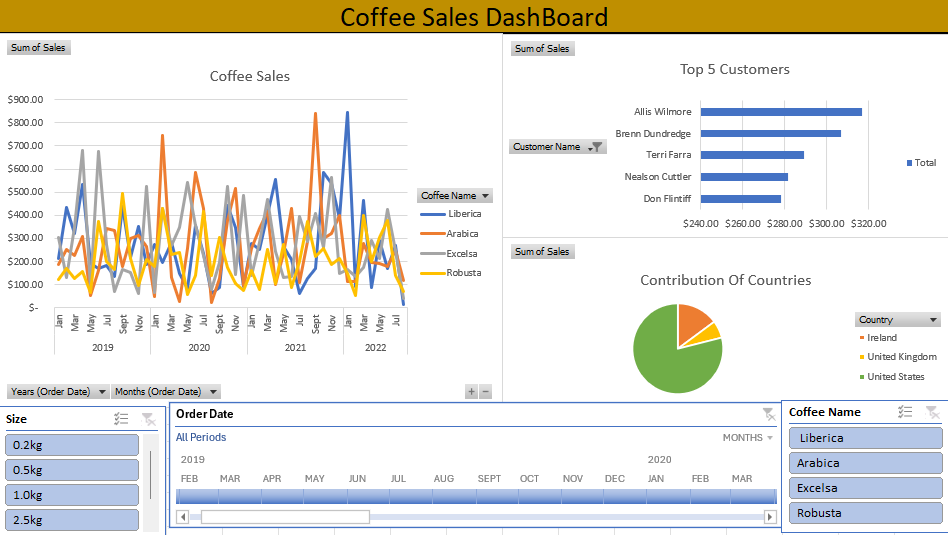 Coffee Sales DashBoard
Sum of Sales
Coffee Sales
$900.00
$800.00
$700.00
$600.00
$500.00
$400.00
$300.00
$200.00
$100.00
$-
Jan Mar May Jul Sept Nov Jan Mar May Jul Sept Nov Jan Mar May Jul Sept Nov Jan Mar May Jul
2019 2020 2021 2022
Coffee Name
Liberica
Arabica
Excelsa
Robusta
Years (Order Date) Months (Order Date)
Sum of Sales
Top 5 Customers
Customer Name
Allis Wilmore
Brenn Dundredge
Terri Farra
Nealson Cuttler
Don Flintiff
$240.00 $260.00 $280.00 $300.00 $320.00
Total
Sum of Sales
Contribution Of Countries
Country
Ireland
United Kingdom
United States
Size
0.2kg
0.5kg
1.0kg
2.5kg
Order Date
All Periods
MONTHS
2019 2020
FEB MAR APR MAY JUN JUL AUG SEPT OCT NOV DEC JAN FEB MAR
Coffee Name
Liberica
Arabica
Excelsa
Robusta